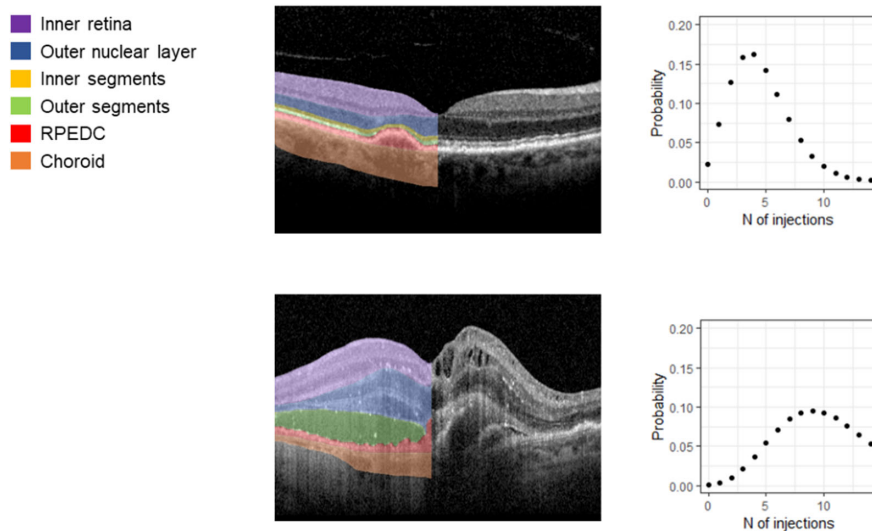 Inner retina
Outer nuclear layer
Inner segments
Outer segments
RPEDC
Choroid
0.20
0.15
0.10
0.05
0.00
Probability
0
5
10
N of injections
0.20
0.15
0.10
0.05
0.00
Probability
0
5
10
N of injections